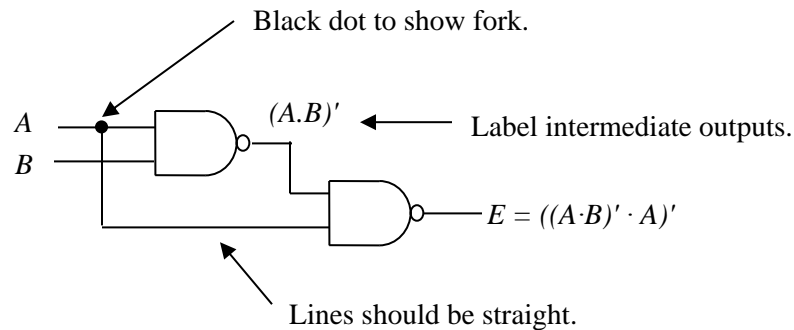 Black dot to show fork.
A
(A.B)'
Label intermediate outputs.
B
E = ((A·B)' · A)'
Lines should be straight.